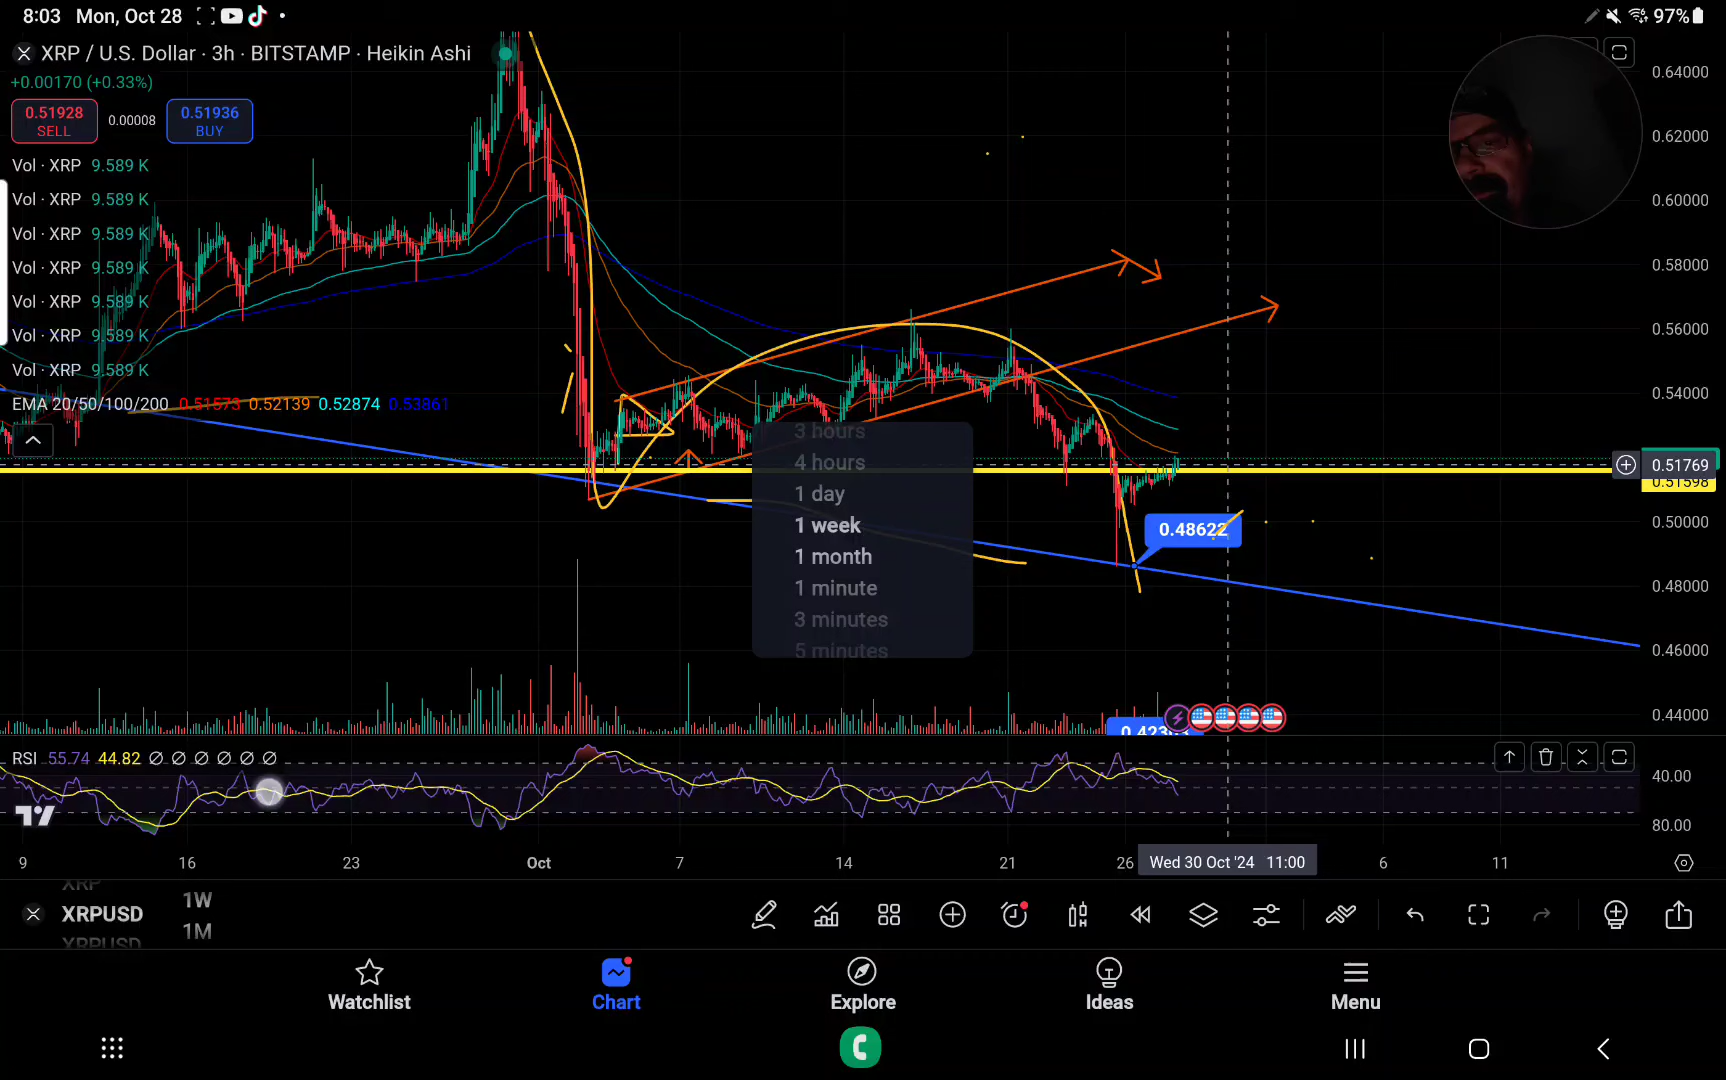 8:03 Mon, Oct 28
97%
XRP / U.S. Dollar · 3h · BITSTAMP · Heikin Ashi
+0.00170 (+0.33%)
0.51928
SELL
0.00008
0.51936
BUY
Vol · XRP 9.589 K
Vol · XRP 9.589 K
Vol · XRP 9.589 K
Vol · XRP 9.589 K
Vol · XRP 9.589 K
Vol · XRP 9.589 K
Vol · XRP 9.589 K
EMA 20/50/100/200 0.51573 0.52139 0.52874 0.53861
0.64000
0.62000
0.60000
0.58000
0.56000
0.54000
0.51769
0.51598
0.50000
0.48000
0.46000
0.44000
3 hours
4 hours
1 day
1 week
1 month
1 minute
3 minutes
5 minutes
0.48622
RSI 55.74 44.82 ∅ ∅ ∅ ∅ ∅ ∅
40.00
80.00
9 16 23 Oct 7 14 21 26 Wed 30 Oct '24 11:00 6 11
XRP
XRPUSD
XRPUSD
1W
1M
Watchlist
Chart
Explore
Ideas
Menu